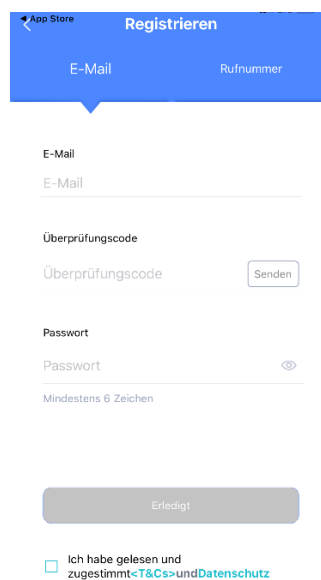 App Store
Registrieren
E-Mail
Rufnummer
E-Mail
E-Mail
Überprüfungscode
Überprüfungscode
Senden
Passwort
Passwort
Mindestens 6 Zeichen
Erledigt
Ich habe gelesen und
zugestimmt<T&Cs>undDatenschutz